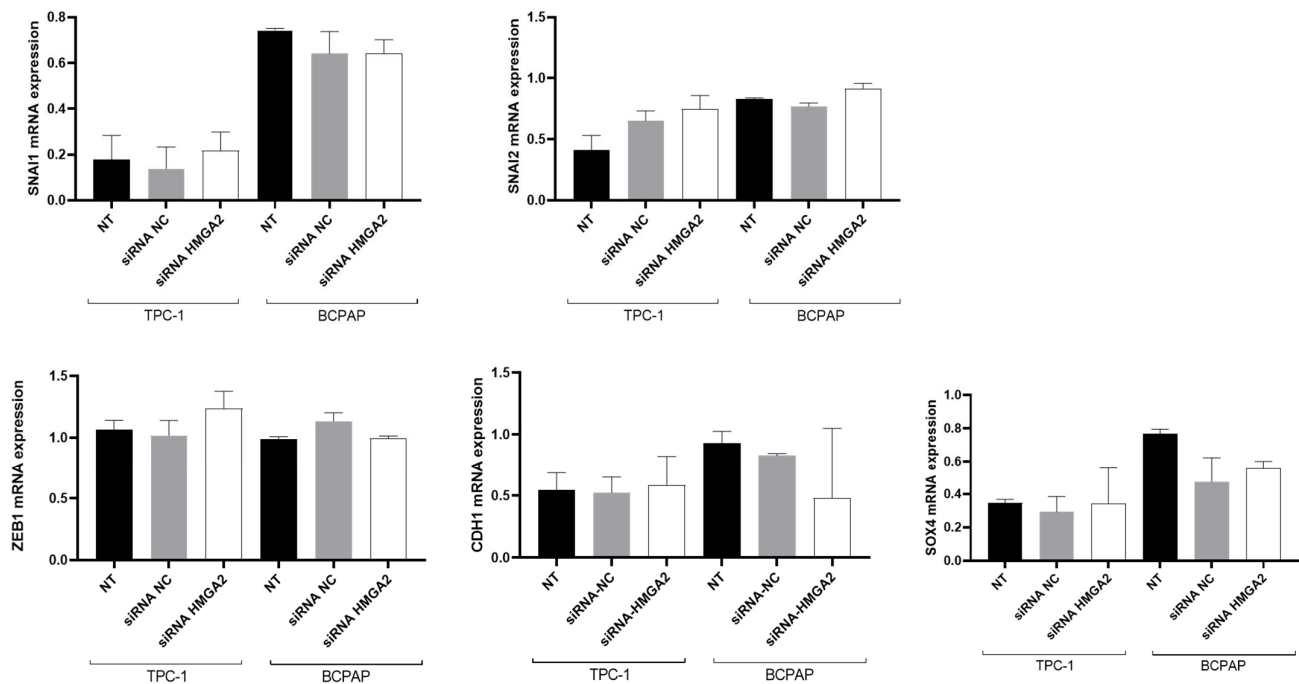 SNAI1 mRNA expression
0.8
0.6
0.4
0.2
0.0
NT
siRNA NC
siRNA HMGA2
NT
siRNA NC
siRNA HMGA2
TPC-1
BCPAP
SNAI2 mRNA expression
1.5
1.0
0.5
0.0
NT
siRNA NC
siRNA HMGA2
NT
siRNA NC
siRNA HMGA2
TPC-1
BCPAP
ZEB1 mRNA expression
1.5
1.0
0.5
0.0
NT
siRNA NC
siRNA HMGA2
NT
siRNA NC
siRNA HMGA2
TPC-1
BCPAP
CDH1 mRNA expression
1.5
1.0
0.5
0.0
NT
siRNA-NC
siRNA-HMGA2
NT
siRNA-NC
siRNA-HMGA2
TPC-1
BCPAP
SOX4 mRNA expression
1.0
0.8
0.6
0.4
0.2
0.0
NT
siRNA NC
siRNA HMGA2
NT
siRNA NC
siRNA HMGA2
TPC-1
BCPAP